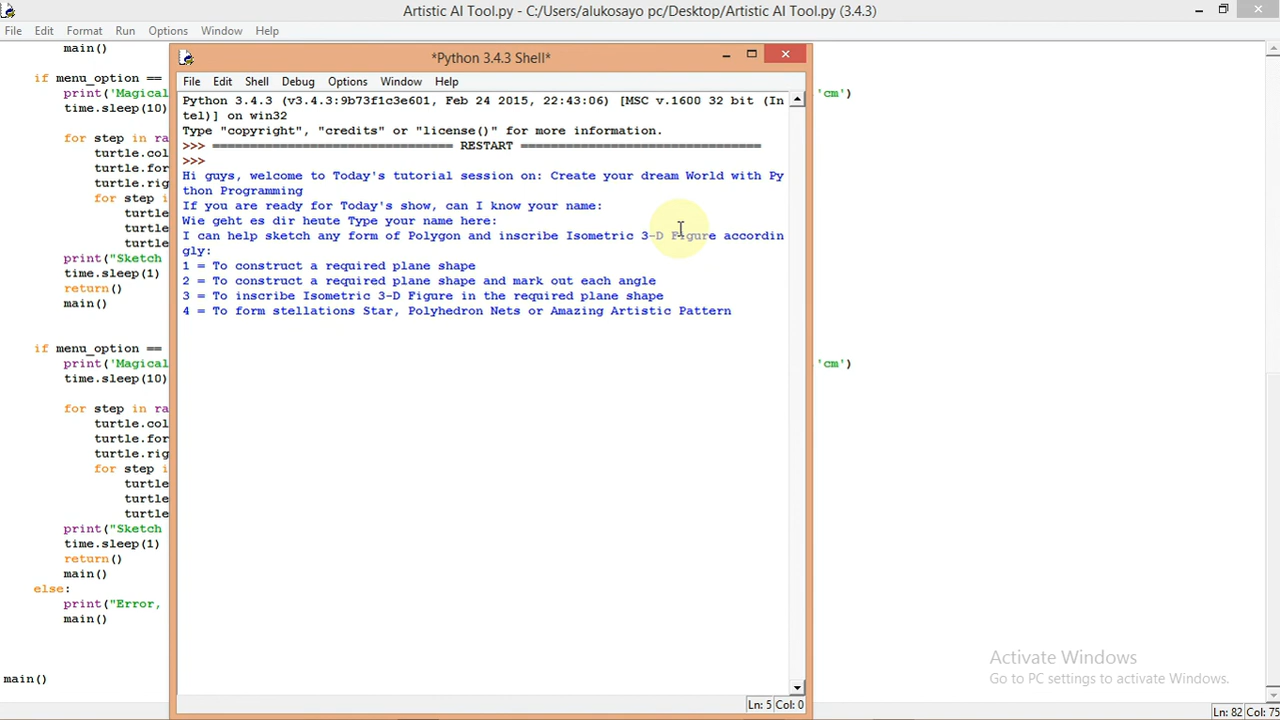 Artistic AI Tool.py - C:/Users/alukosayo pc/Desktop/Artistic AI Tool.py (3.4.3)
File Edit Format Run Options Window Help
main()
if menu_option ==
print('Magical
'cm')
time.sleep(10)
for step in ra
turtle.col
turtle.for
turtle.rig
for step i
turtle
turtle
turtle
print("Sketch
time.sleep(1)
return()
main()
if menu_option ==
print('Magical
'cm')
time.sleep(10)
for step in ra
turtle.col
turtle.for
turtle.rig
for step i
turtle
turtle
turtle
print("Sketch
time.sleep(1)
return()
main()
else:
print("Error,
main()
main()
*Python 3.4.3 Shell*
File Edit Shell Debug Options Window Help
Python 3.4.3 (v3.4.3:9b73f1c3e601, Feb 24 2015, 22:43:06) [MSC v.1600 32 bit (In
tel)] on win32
Type "copyright", "credits" or "license()" for more information.
>>> ================================ RESTART ================================
>>>
Hi guys, welcome to Today's tutorial session on: Create your dream World with Py
thon Programming
If you are ready for Today's show, can I know your name:
Wie geht es dir heute Type your name here:
I can help sketch any form of Polygon and inscribe Isometric 3-D Figure accordin
gly:
1 = To construct a required plane shape
2 = To construct a required plane shape and mark out each angle
3 = To inscribe Isometric 3-D Figure in the required plane shape
4 = To form stellations Star, Polyhedron Nets or Amazing Artistic Pattern
Ln: 5 Col: 0
Activate Windows
Go to PC settings to activate Windows.
Ln: 82 Col: 75